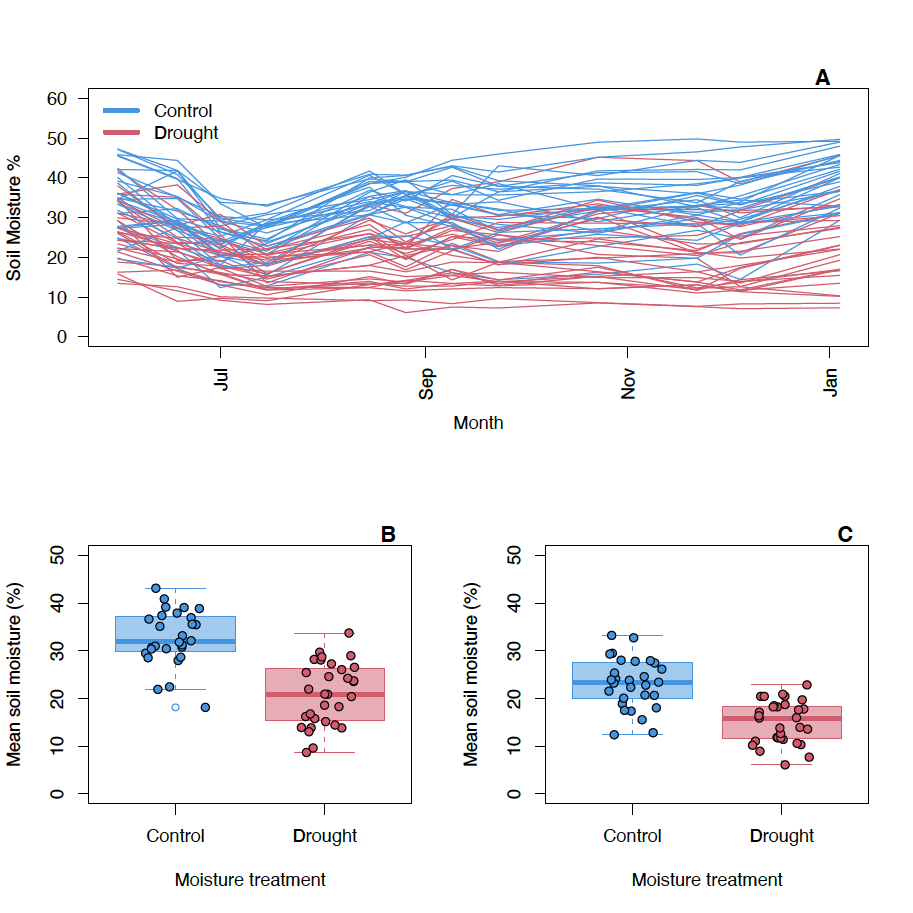 A
Soil Moisture %
60
50
40
30
20
10
0
Control
Drought
Jul
Sep
Nov
Jan
Month
B
Mean soil moisture (%)
50
40
30
20
10
0
Control
Drought
Moisture treatment
C
Mean soil moisture (%)
50
40
30
20
10
0
Control
Drought
Moisture treatment